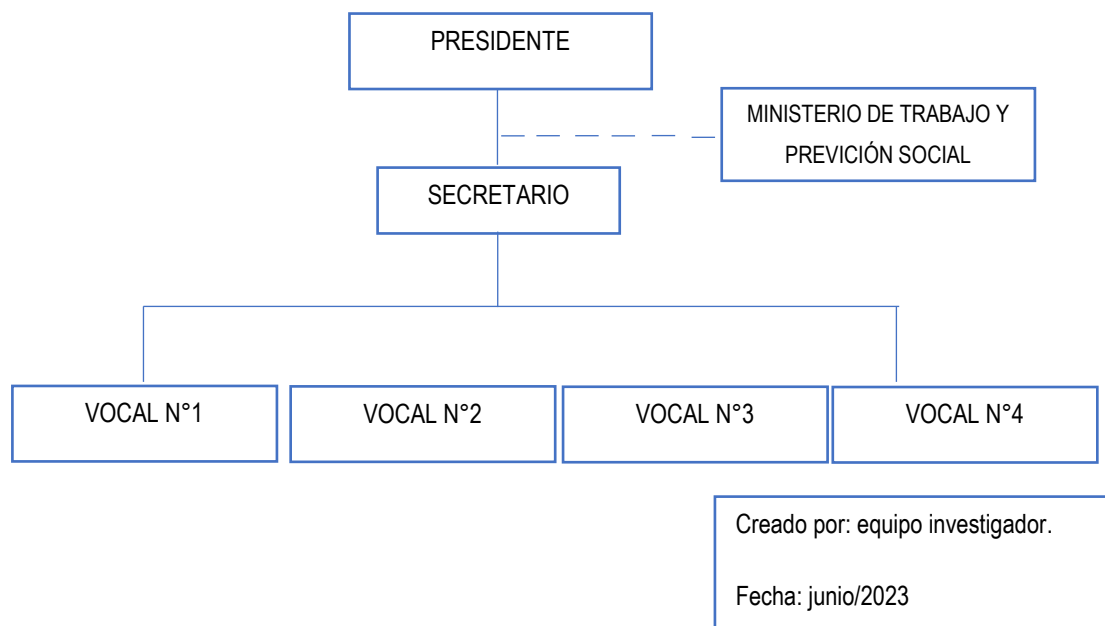 PRESIDENTE
MINISTERIO DE TRABAJO Y
PREVICIÓN SOCIAL
SECRETARIO
VOCAL N°1
VOCAL N°2
VOCAL N°3
VOCAL N°4
Creado por: equipo investigador.
Fecha: junio/2023